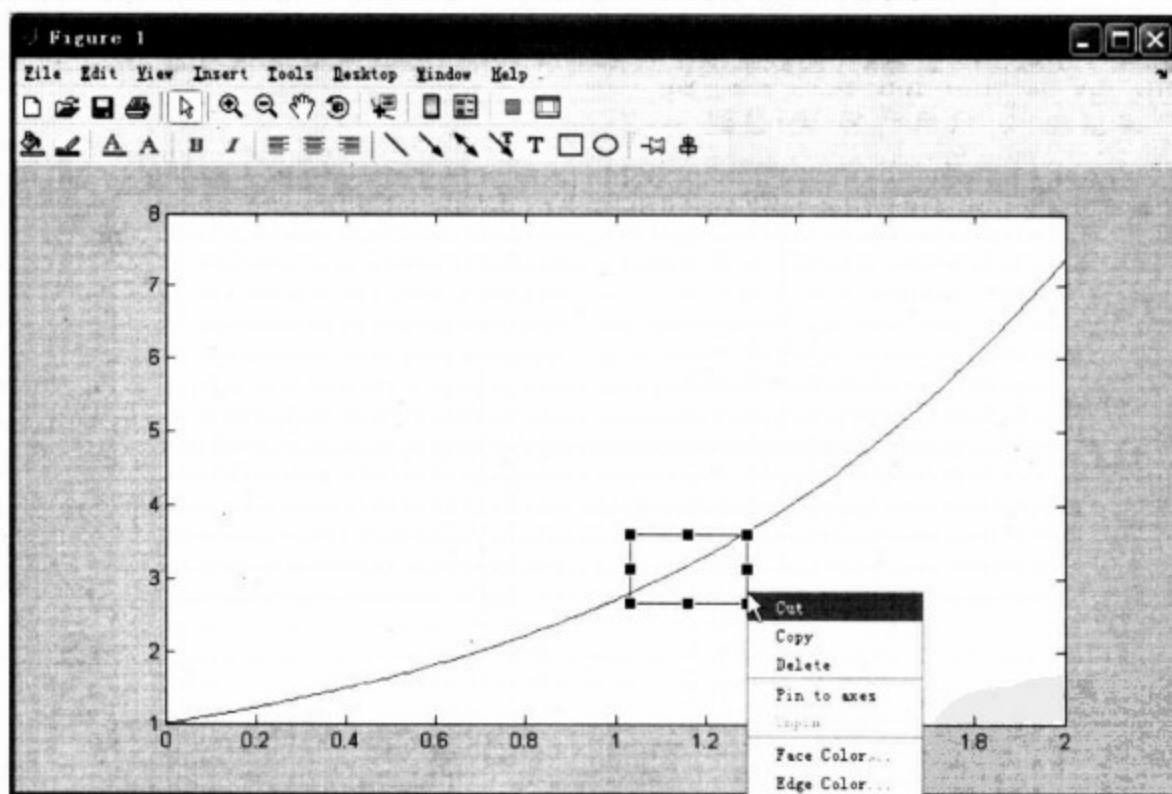 Figure 1
File Edit View Insert Tools Desktop Window Help
A A B I T T
8
7
6
5
4
3
2
1
0 0.2 0.4 0.6 0.8 1 1.2 1.8 2
Cut
Copy
Delete
Pin to axes
Unpin
Face Color...
Edge Color...